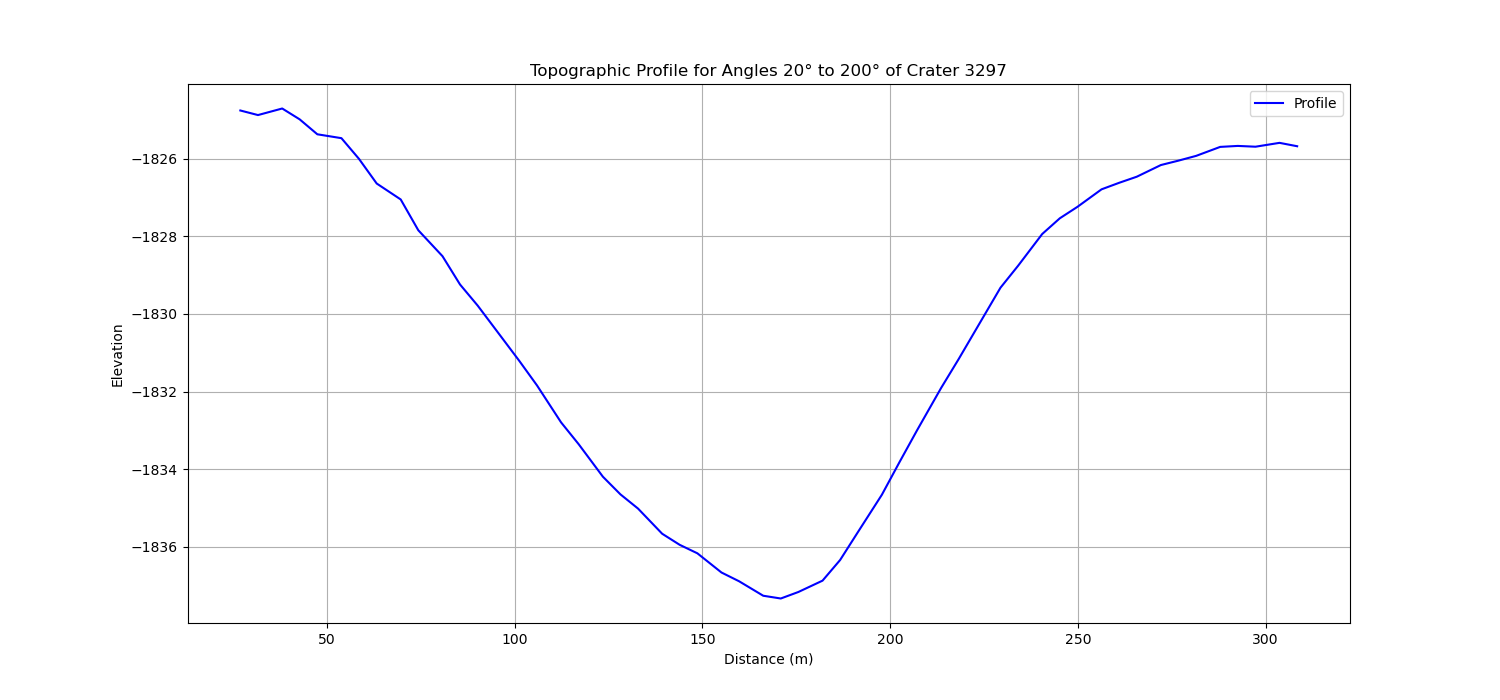 Topographic Profile for Angles 20° to 200° of Crater 3297
Profile
Elevation
−1826
−1828
−1830
−1832
−1834
−1836
50 100 150 200 250 300
Distance (m)